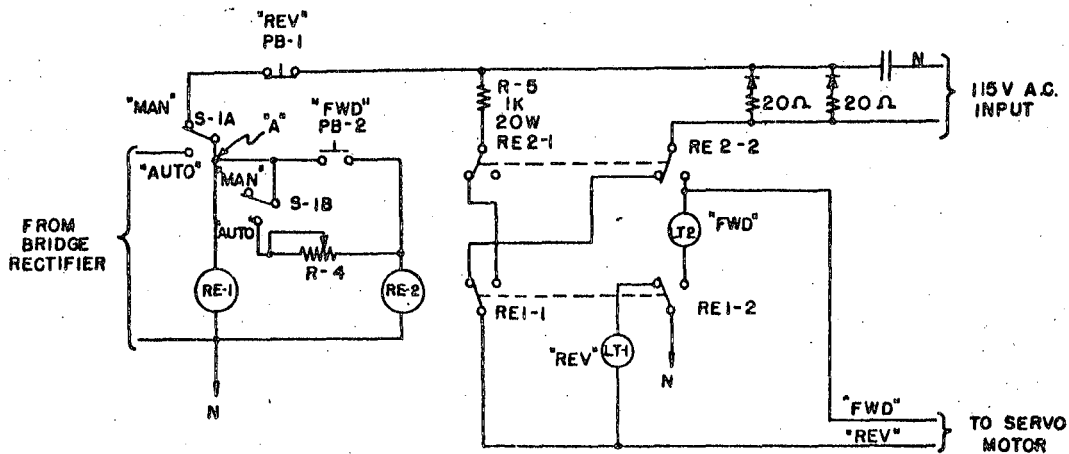 "REV"
PB-1
N
"MAN"
S-1A
"A"
"FWD"
PB-2
R-5
1K
20W
RE2-1
20Ω
20Ω
115V A.C.
INPUT
RE2-2
"AUTO"
"MAN"
S-1B
"AUTO"
R-4
FROM
BRIDGE
RECTIFIER
RE-1
RE-2
LT2
"FWD"
RE1-1
RE1-2
"REV"
LT-1
N
N
"FWD"
"REV"
TO SERVO
MOTOR